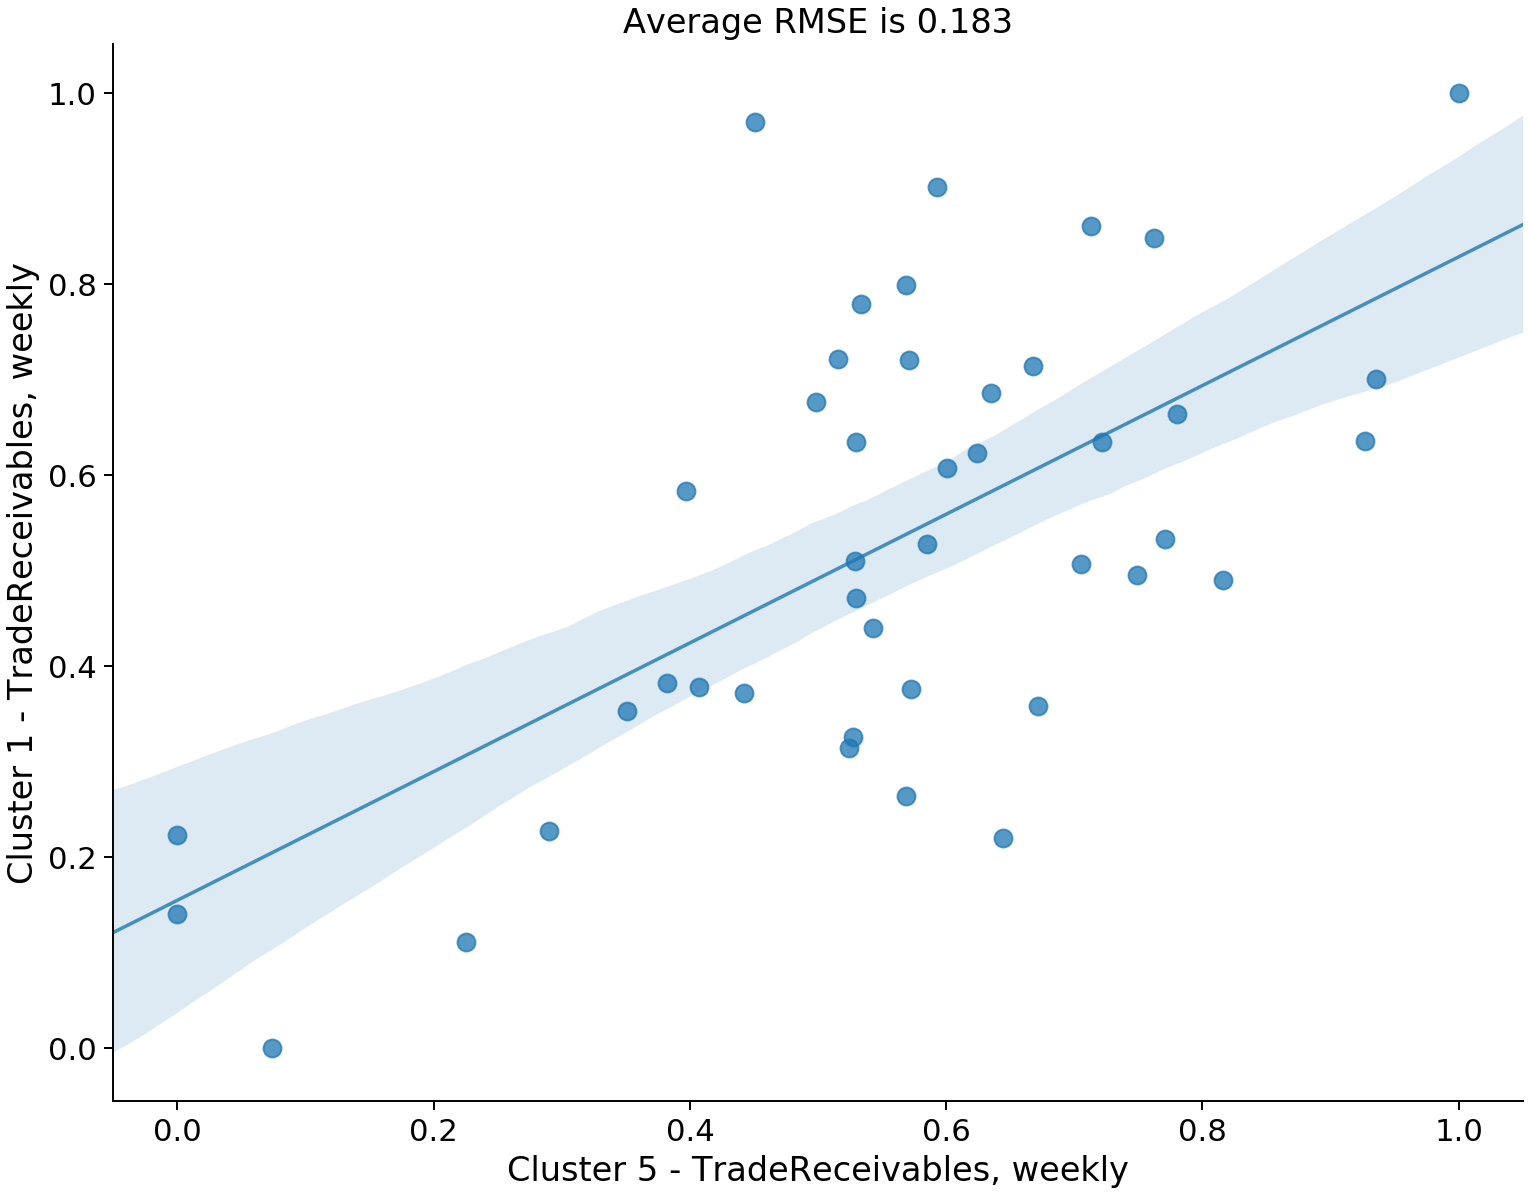 Average RMSE is 0.183
1.0
0.8
0.6
0.4
0.2
0.0
Cluster 1 - TradeReceivables, weekly
0.0 0.2 0.4 0.6 0.8 1.0
Cluster 5 - TradeReceivables, weekly